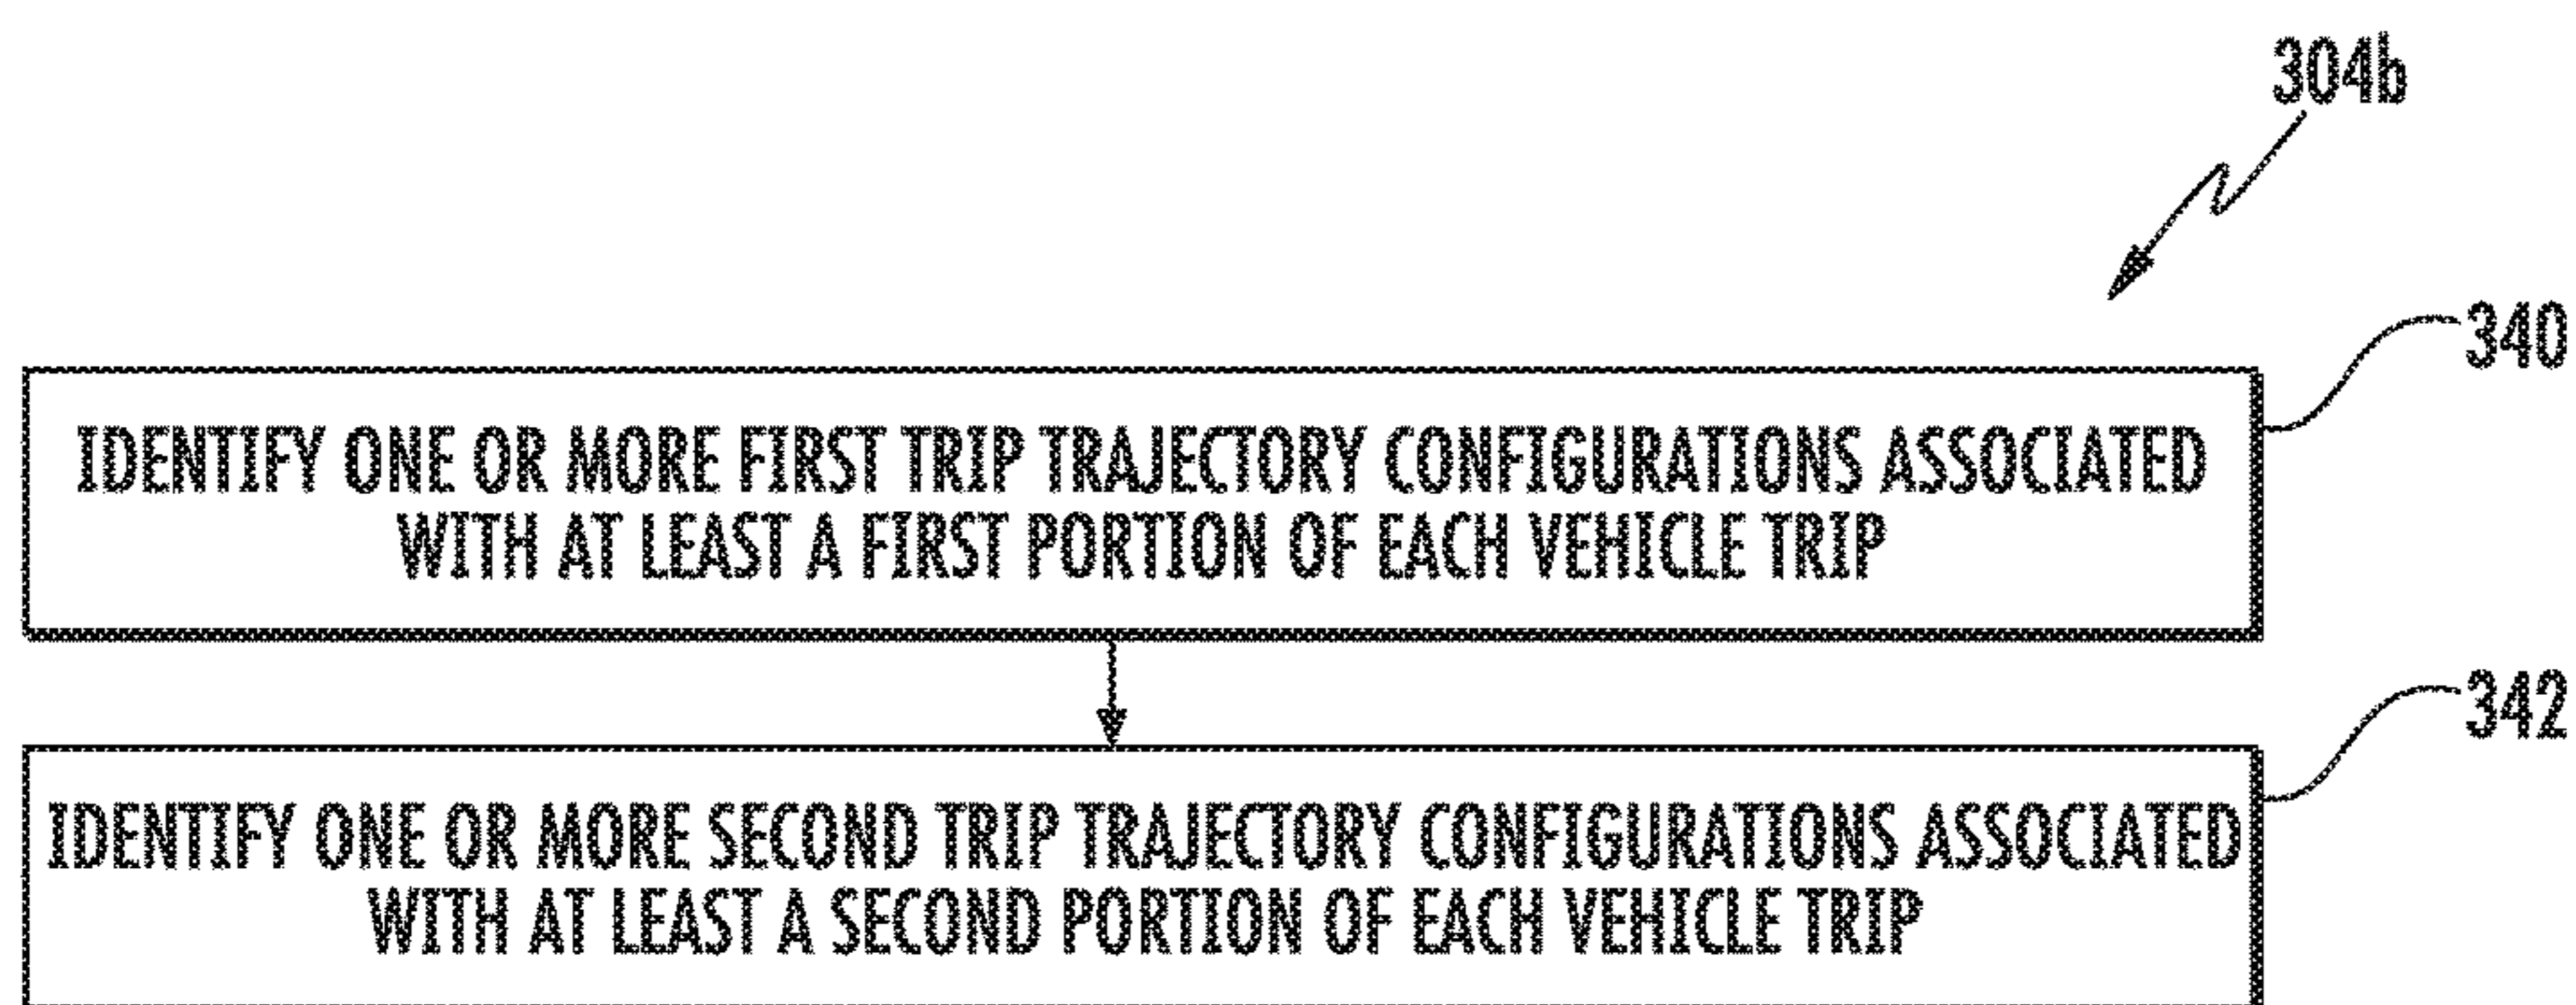 304b
340
IDENTIFY ONE OR MORE FIRST TRIP TRAJECTORY CONFIGURATIONS ASSOCIATED
WITH AT LEAST A FIRST PORTION OF EACH VEHICLE TRIP
342
IDENTIFY ONE OR MORE SECOND TRIP TRAJECTORY CONFIGURATIONS ASSOCIATED
WITH AT LEAST A SECOND PORTION OF EACH VEHICLE TRIP